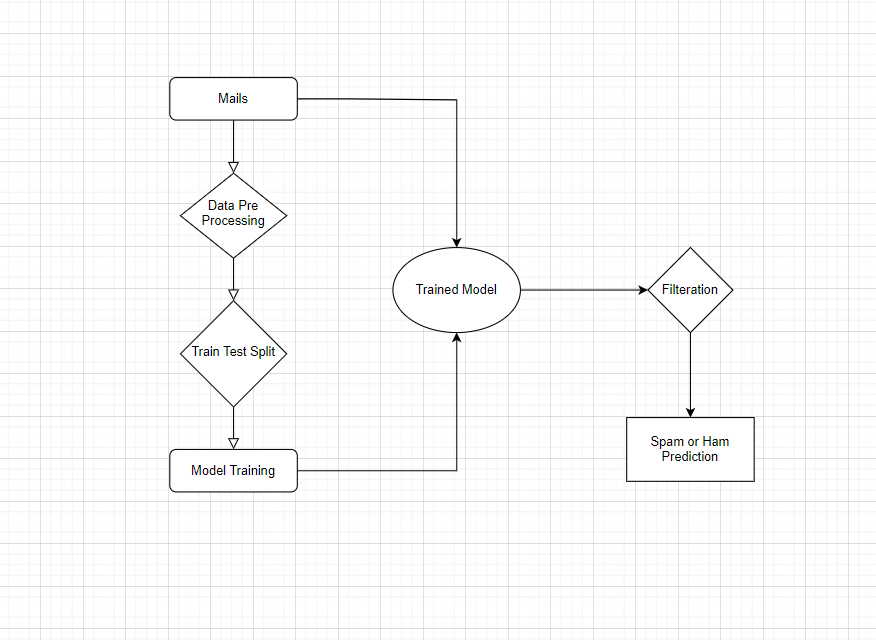 Mails
Data Pre
Processing
Train Test Split
Model Training
Trained Model
Filteration
Spam or Ham
Prediction